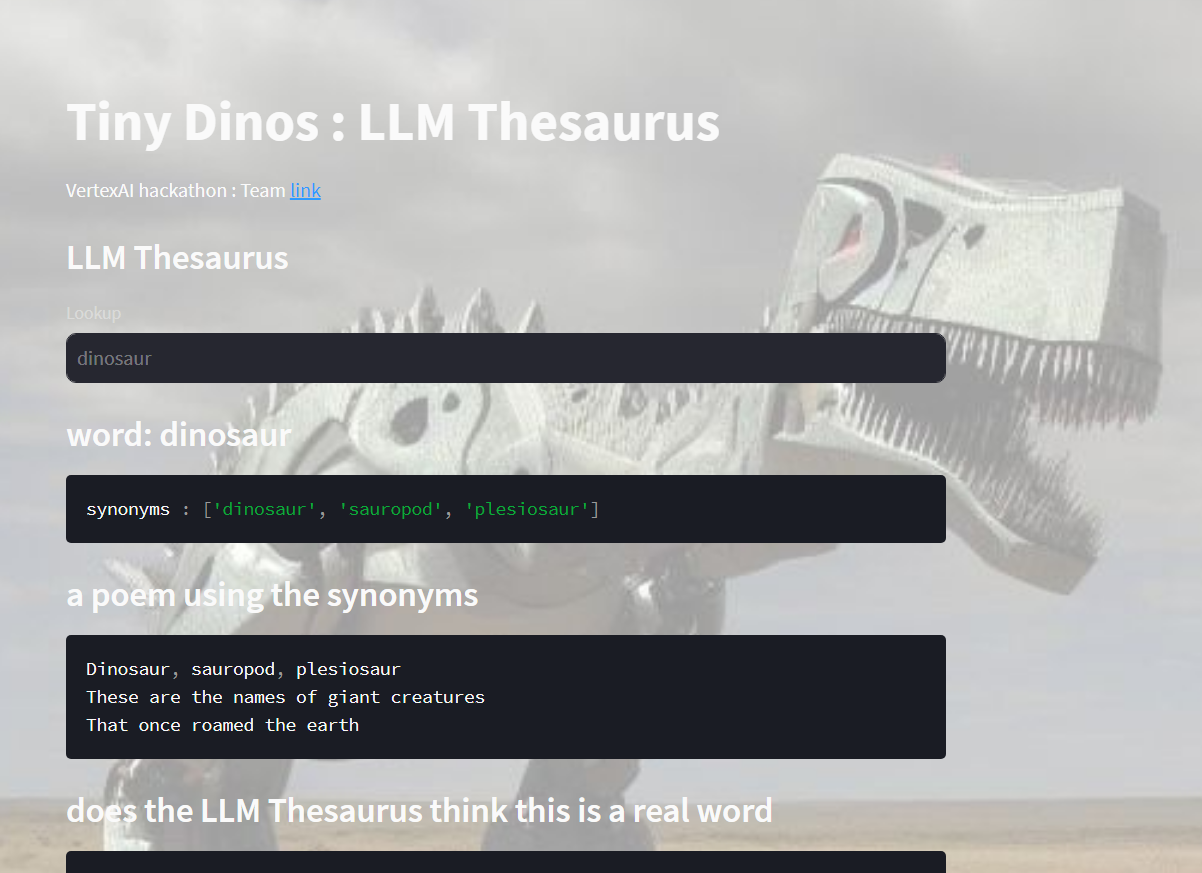 Tiny Dinos : LLM Thesaurus
VertexAI hackathon : Team link
LLM Thesaurus
Lookup
dinosaur
word: dinosaur
synonyms : ['dinosaur', 'sauropod', 'plesiosaur']
a poem using the synonyms
Dinosaur, sauropod, plesiosaur
These are the names of giant creatures
That once roamed the earth
does the LLM Thesaurus think this is a real word